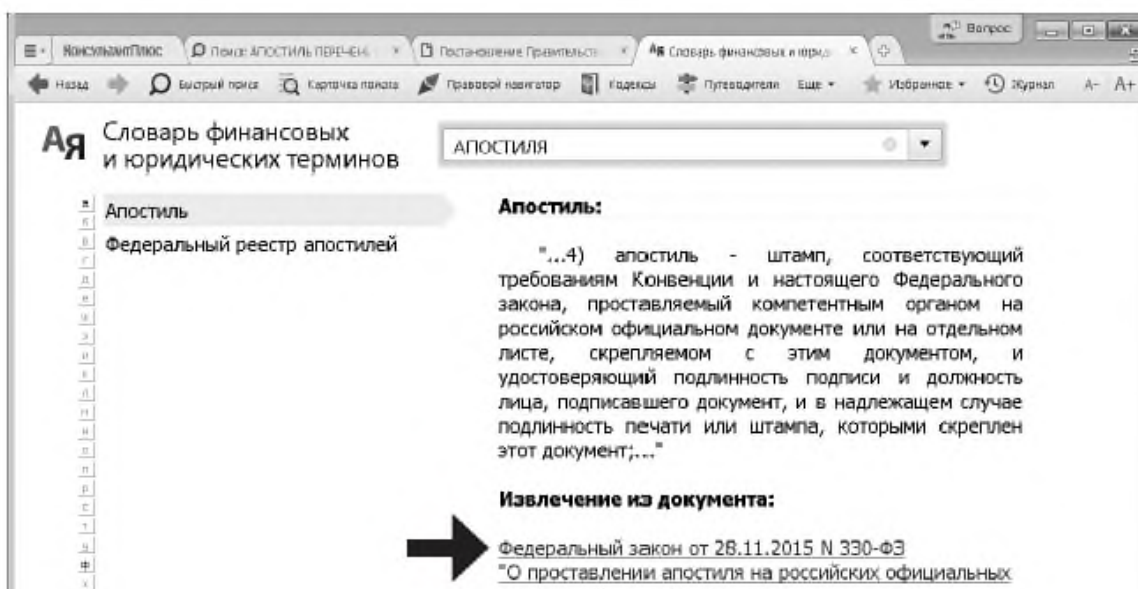 Вопрос
КонсультантПлюс
Поиск: АПОСТИЛЬ ПЕРЕЧЕНЬ
Постановление Правительст
Ая Словарь финансовых и юрид
Назад
Быстрый поиск
Карточка поиска
Правовой навигатор
Кодексы
Путеводители
Еще
Избранное
Журнал
А- А+
Ая
Словарь финансовых
и юридических терминов
АПОСТИЛЯ
Апостиль
Федеральный реестр апостилей
Апостиль:
"...4) апостиль - штамп, соответствующий
требованиям Конвенции и настоящего Федерального
закона, проставляемый компетентным органом на
российском официальном документе или на отдельном
листе, скрепляемом с этим документом, и
удостоверяющий подлинность подписи и должность
лица, подписавшего документ, и в надлежащем случае
подлинность печати или штампа, которыми скреплен
этот документ;..."
Извлечение из документа:
Федеральный закон от 28.11.2015 N 330-ФЗ
"О проставлении апостиля на российских официальных